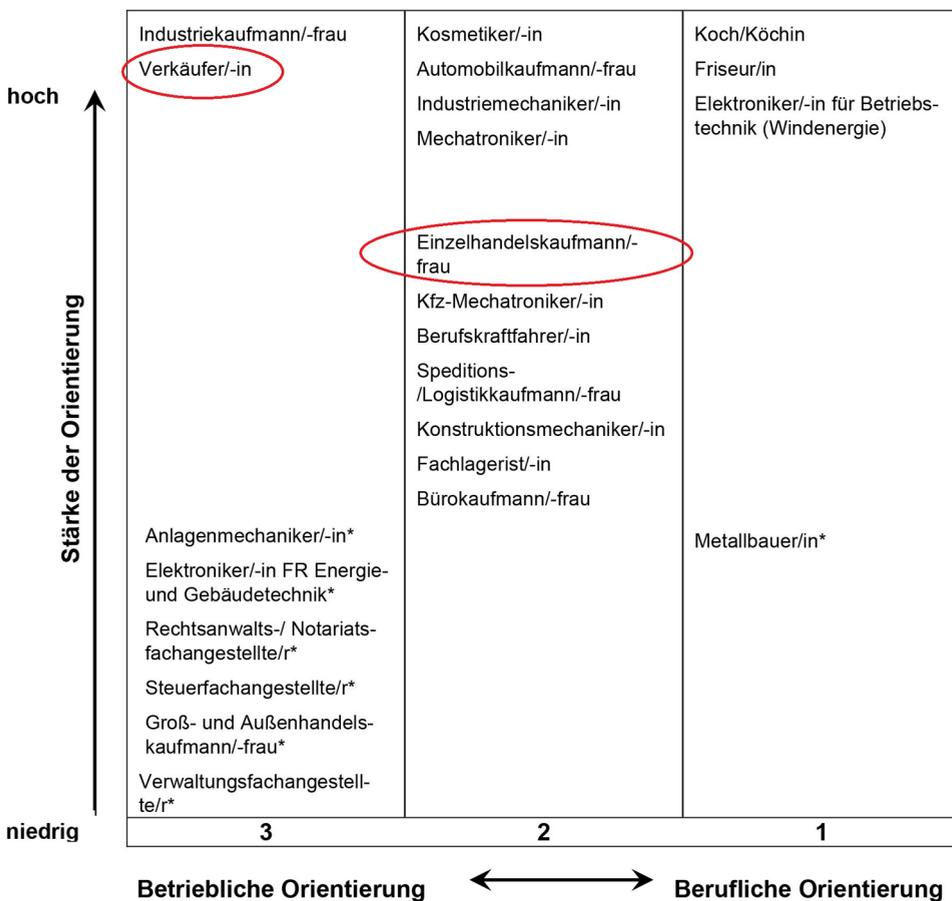 Industriekaufmann/-frau
Verkäufer/-in
Kosmetiker/-in
Automobilkaufmann/-frau
Industriemechaniker/-in
Mechatroniker/-in
Koch/Köchin
Friseur/in
Elektroniker/-in für Betriebs-
technik (Windenergie)
hoch
Stärke der Orientierung
niedrig
Einzelhandelskaufmann/-
frau
Kfz-Mechatroniker/-in
Berufskraftfahrer/-in
Speditions-
/Logistikkaufmann/-frau
Konstruktionsmechaniker/-in
Fachlagerist/-in
Bürokaufmann/-frau
Anlagenmechaniker/-in*
Elektroniker/-in FR Energie-
und Gebäudetechnik*
Rechtsanwalts-/ Notariats-
fachangestellte/r*
Steuerfachangestellte/r*
Groß- und Außenhandels-
kaufmann/-frau*
Verwaltungsfachangestell-
te/r*
Metallbauer/in*
3
2
1
Betriebliche Orientierung
Berufliche Orientierung